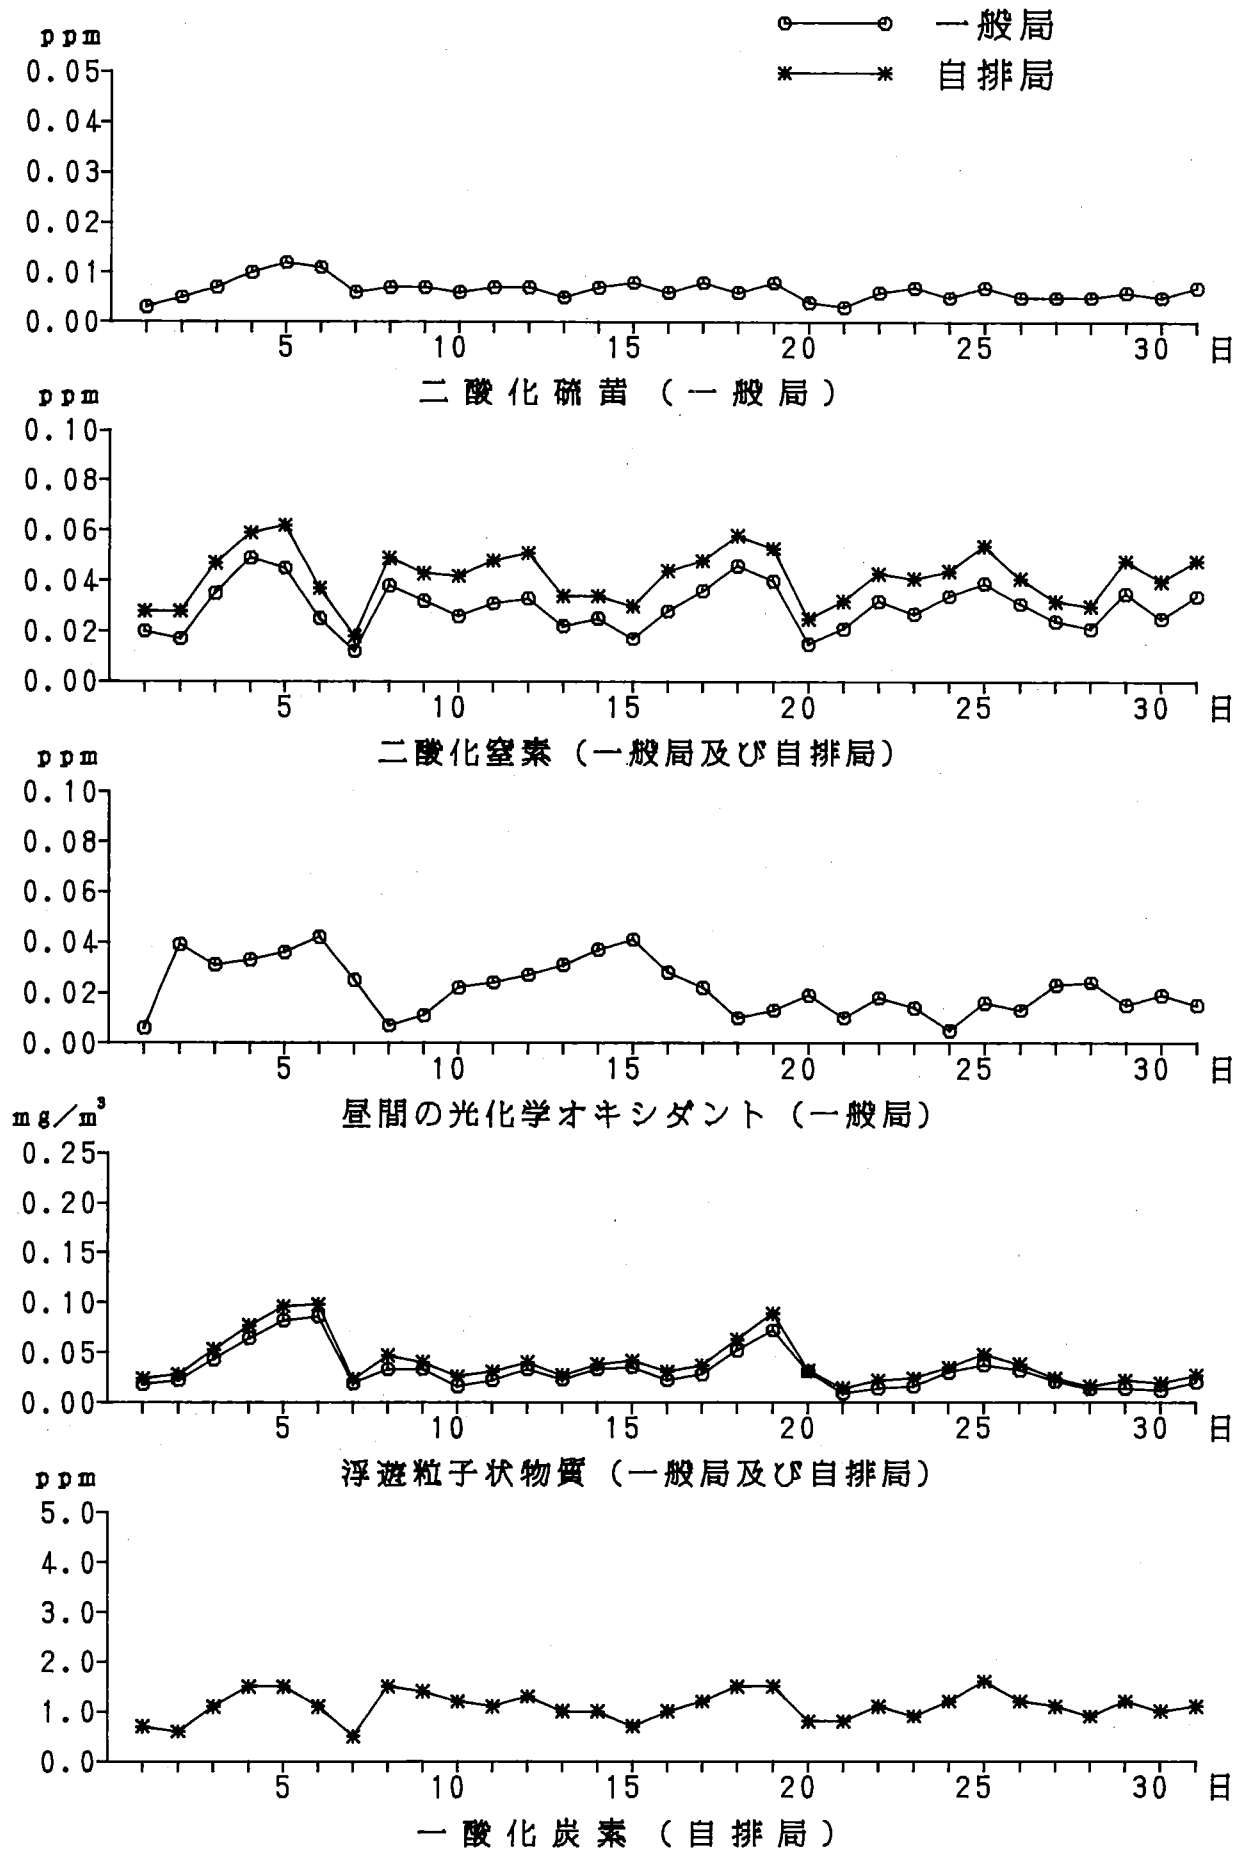 一般局
自排局
ppm
0.05
0.04
0.03
0.02
0.01
0.00
5 10 15 20 25 30 日
二酸化硫黄（一般局）
ppm
0.10
0.08
0.06
0.04
0.02
0.00
5 10 15 20 25 30 日
二酸化窒素（一般局及び自排局）
ppm
0.10
0.08
0.06
0.04
0.02
0.00
5 10 15 20 25 30 日
昼間の光化学オキシダント（一般局）
mg/m³
0.25
0.20
0.15
0.10
0.05
0.00
5 10 15 20 25 30 日
浮遊粒子状物質（一般局及び自排局）
ppm
5.0
4.0
3.0
2.0
1.0
0.0
5 10 15 20 25 30 日
一酸化炭素（自排局）